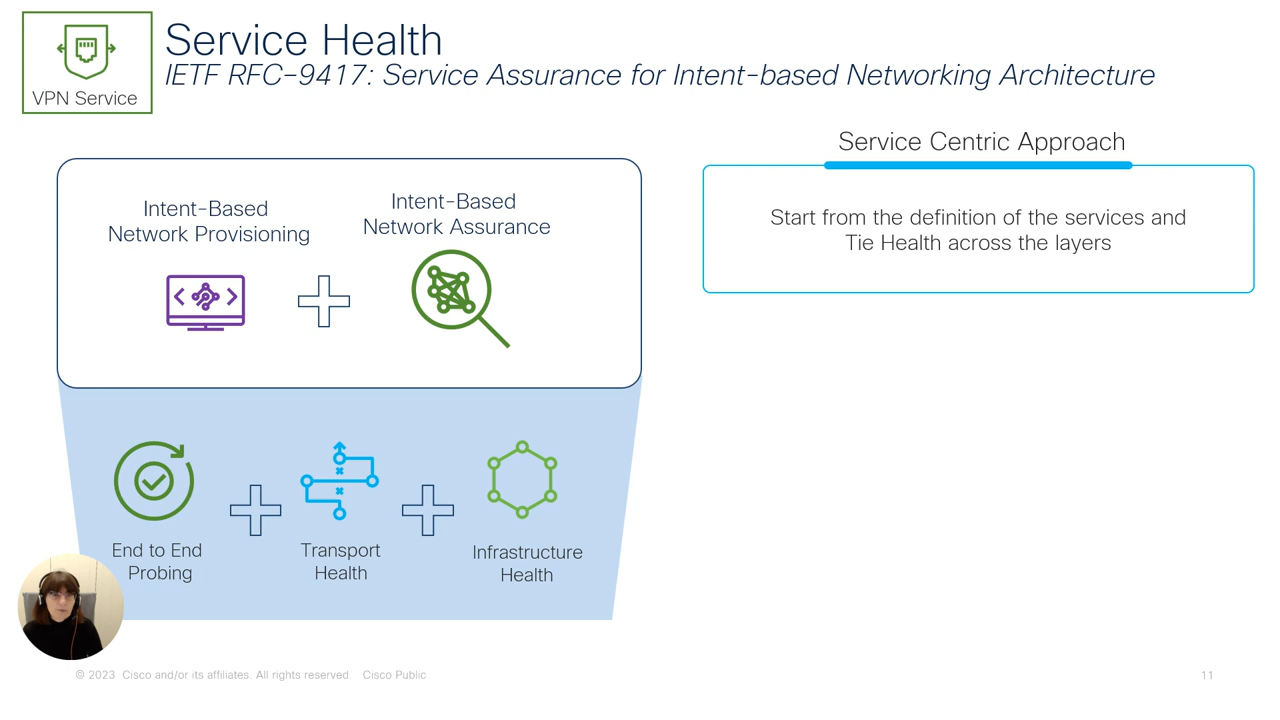 VPN Service
Service Health
IETF RFC-9417: Service Assurance for Intent-based Networking Architecture
Intent-Based
Network Provisioning
Intent-Based
Network Assurance
End to End
Probing
Transport
Health
Infrastructure
Health
Service Centric Approach
Start from the definition of the services and
Tie Health across the layers
© 2023 Cisco and/or its affiliates. All rights reserved. Cisco Public
11